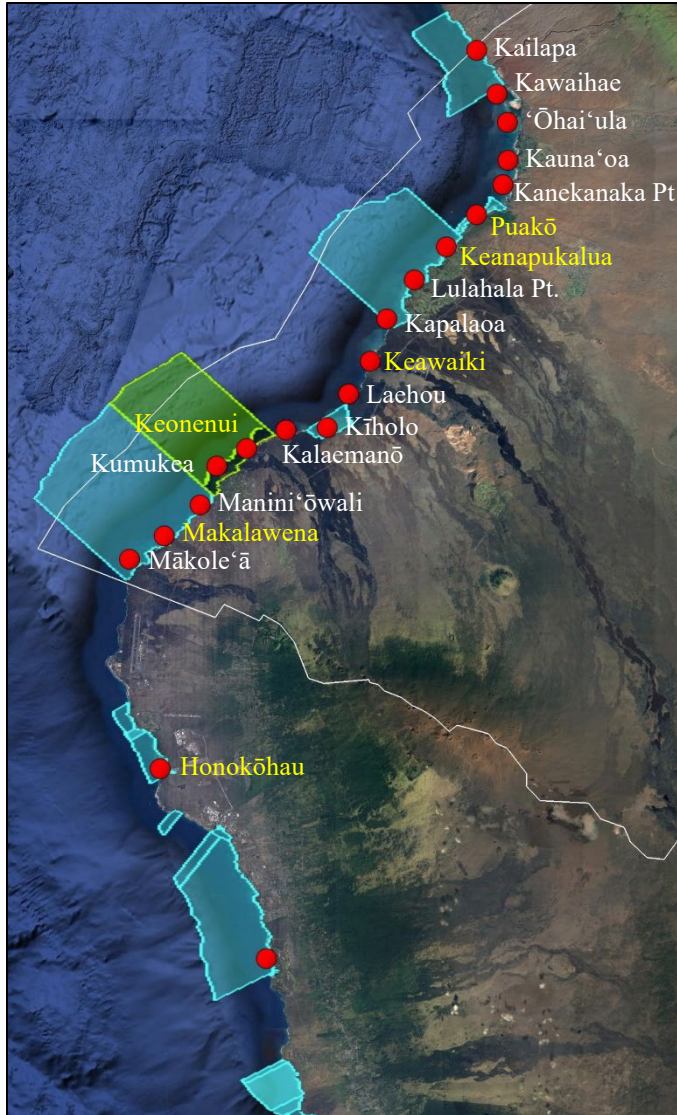 Kailapa
Kawaihae
ʻŌhaiʻula
Kaunaʻoa
Kanekanaka Pt
Puakō
Keanapukalua
Lulahala Pt.
Kapalaoa
Keawaiki
Laehou
Keonenui
Kīholo
Kalaemanō
Kumukea
Maniniʻōwali
Makalawena
Mākoleʻā
Honokōhau